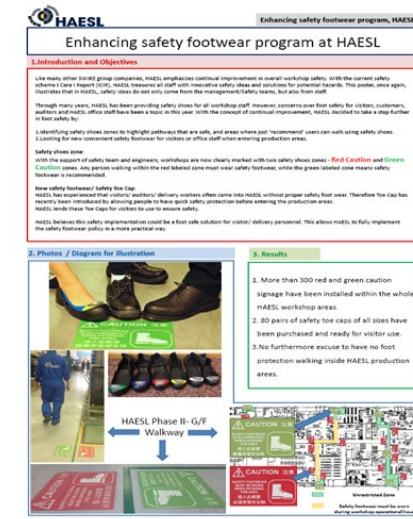 HAESL
Enhancing safety footwear program, HAESL
Enhancing safety footwear program at HAESL
1.Introduction and Objectives
Like many other SWIRE group companies, HAESL emphasizes continual improvement in overall workshop safety. With the current safety
scheme I Care I Report (ICIR), HAESL treasures all staff with innovative safety ideas and solutions for potential hazards. This poster, once again,
illustrates that in HAESL, safety ideas do not only come from the management/Safety teams, but also from staff
Through many years, HAESL has been providing safety shoes for all workshop staff. However, concerns over foot safety for visitors, customers,
auditors and HAESL office staff have been a topic in this year. With the concept of continual improvement, HAESL decided to take a step further
in foot safety by:
1.Identifying safety shoes zones to highlight pathways that are safe, and areas where just 'recommend' users can walk using safety shoes.
2.Looking for new convenient safety footwear for visitors or office staff when entering production areas.
Safety shoes zone:
With the support of safety team and engineers, workshops are now clearly marked with two safety shoes zones - Red Caution and Green
Caution zones. Any person walking within the red labeled zone must wear safety footwear, while the green labeled zone means safety
footwear is recommended.
New safety footwear/ Safety Toe Cap:
HAESL has experienced that visitors/ auditors/ delivery workers often came into HAESL without proper safety foot wear. Therefore Toe Cap has
recently been introduced by allowing people to have quick safety protection before entering the production areas.
HAESL lends these Toe Caps for visitors to use to ensure safety.
HAESL believes this safety implementation could be a foot safe solution for visitor/ delivery personnel. This allows HAESL to fully implement
the safety footwear policy in a more practical way.
2. Photos / Diagram for illustration
3. Results
1. More than 300 red and green caution
signage have been installed within the whole
HAESL workshop areas.
2. 80 pairs of safety toe caps of all sizes have
been purchased and ready for visitor use.
3.No furthermore excuse to have no foot
protection walking inside HAESL production
areas.
CAUTION
HAESL Phase II- G/F
Walkway
CAUTION 注意
CAUTION 注意
Unrestricted Zone
Safety footwear must be worn
during workshop operational hours